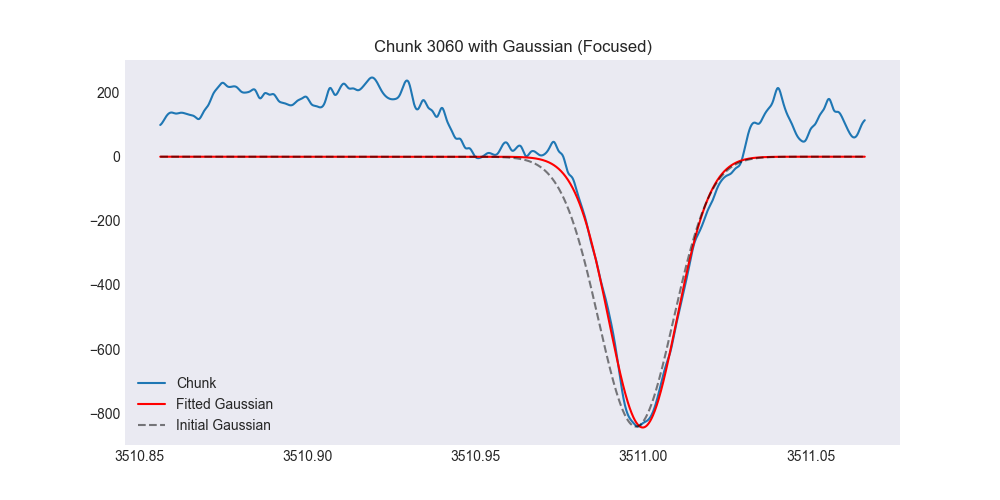 Chunk 3060 with Gaussian (Focused)
200
0
−200
−400
−600
−800
Chunk
Fitted Gaussian
Initial Gaussian
3510.85 3510.90 3510.95 3511.00 3511.05